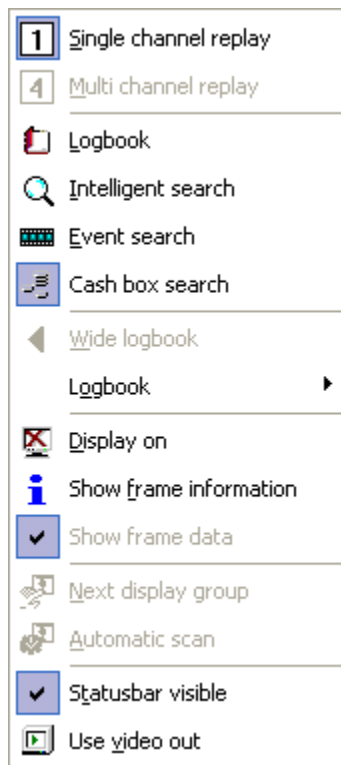 1 Single channel replay
4 Multi channel replay
Logbook
Intelligent search
Event search
Cash box search
Wide logbook
Logbook
Display on
Show frame information
Show frame data
Next display group
Automatic scan
Statusbar visible
Use video out